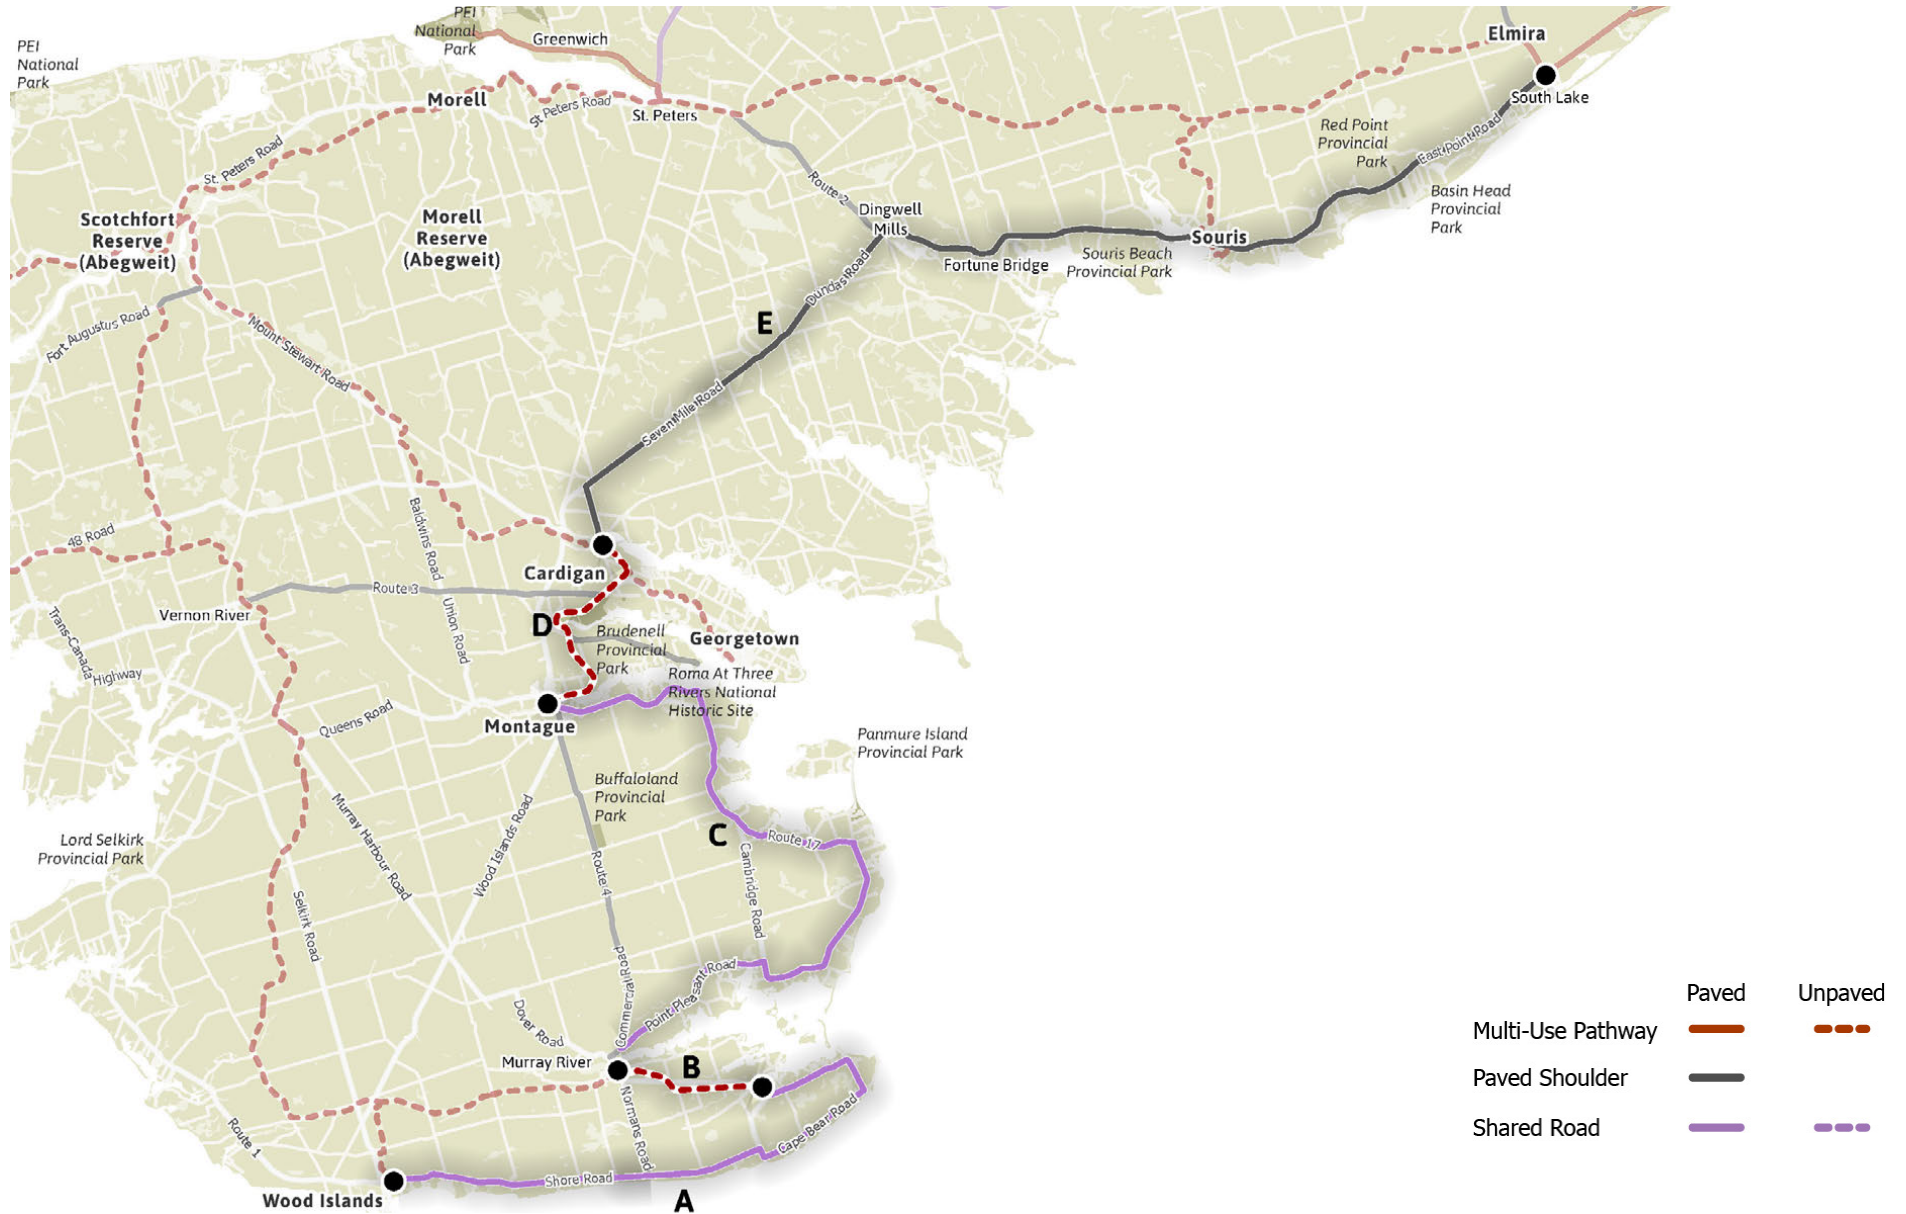 PEI
National
Park
PEI
National
Park
Greenwich
Elmira
South Lake
Morell
St Peters Road
St. Peters
Red Point
Provincial
Park
East Point Road
Basin Head
Provincial
Park
St. Peters Road
Route 2
Dingwell
Mills
Scotchfort
Reserve
(Abegweit)
Morell
Reserve
(Abegweit)
Souris
Souris Beach
Provincial Park
Fortune Bridge
Dundas Road
E
Fort Augustus Road
Mount Stewart Road
Seven Mile Road
48 Road
Baldwins Road
Cardigan
Route 3
Union Road
Vernon River
D
Brudenell
Provincial
Park
Georgetown
Trans-Canada
Highway
Roma At Three
Rivers National
Historic Site
Queens Road
Montague
Panmure Island
Provincial Park
Buffaloland
Provincial
Park
Murray Harbour Road
Wood Islands Road
C
Route 17
Lord Selkirk
Provincial Park
Cambridge Road
Route 4
Selkirk Road
Commercial Road
Point Pleasant Road
Dover Road
Murray River
B
Normans Road
Cape Bear Road
Route 1
Shore Road
Wood Islands
A
Paved Unpaved
Multi-Use Pathway
Paved Shoulder
Shared Road